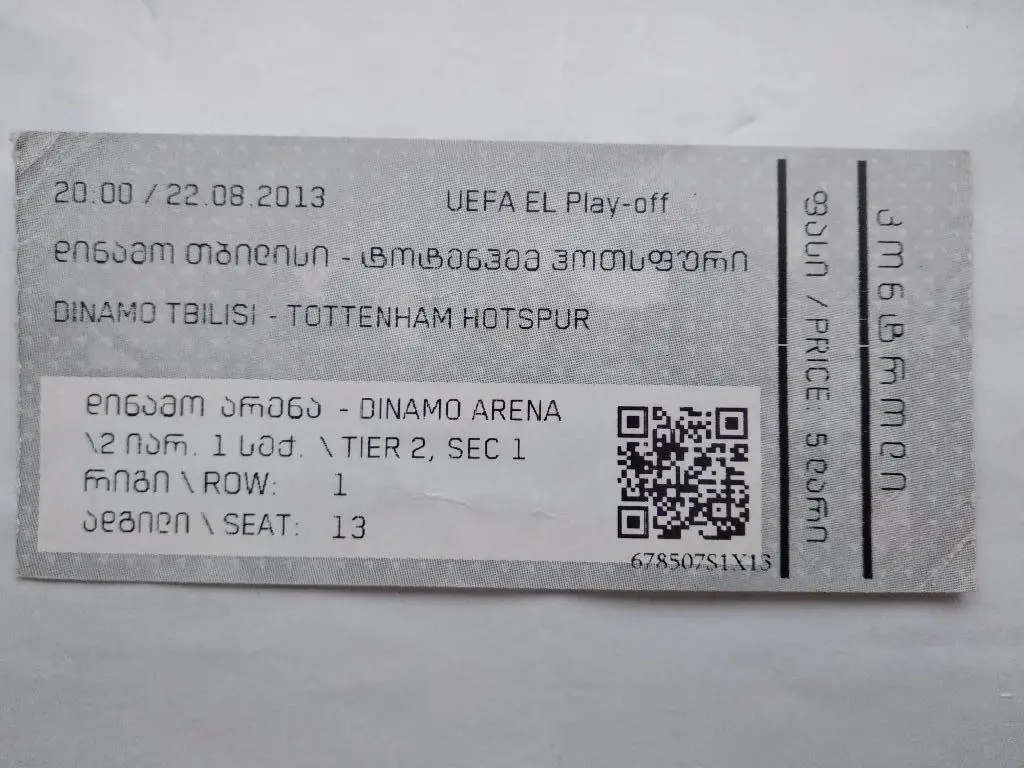 20.00 / 22.08.2013
UEFA EL Play-off
დინამო თბილისი - ტოტენჰემ ჰოთსფური
DINAMO TBILISI - TOTTENHAM HOTSPUR
დინამო არენა - DINAMO ARENA
\2 იარ. 1 სექ. \ TIER 2, SEC 1
რიგი \ ROW: 1
ადგილი \ SEAT: 13
678507S1X13
ფასი / PRICE: 5 ლარი
კონტროლი